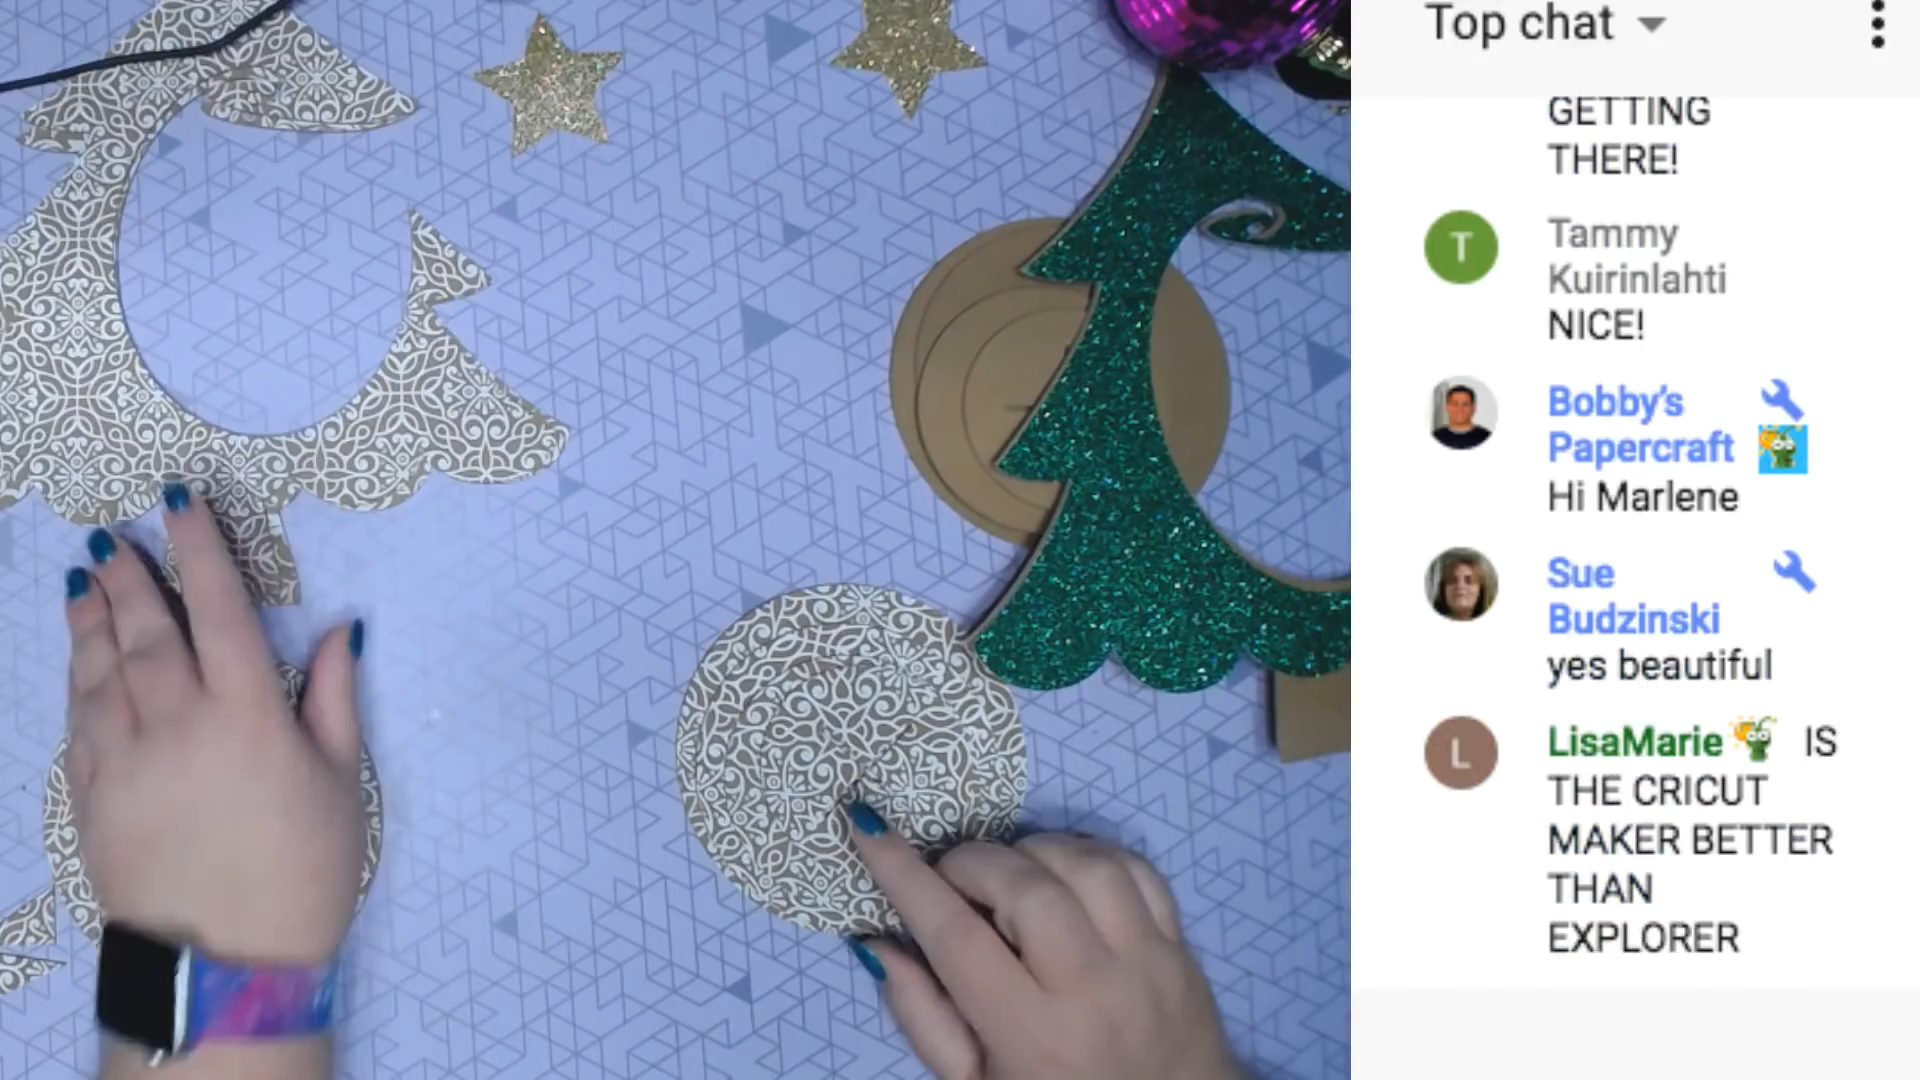 Top chat
GETTING
THERE!
Tammy
Kuirinlahti
NICE!
Bobby’s
Papercraft
Hi Marlene
Sue
Budzinski
yes beautiful
LisaMarie IS
THE CRICUT
MAKER BETTER
THAN
EXPLORER
T
L